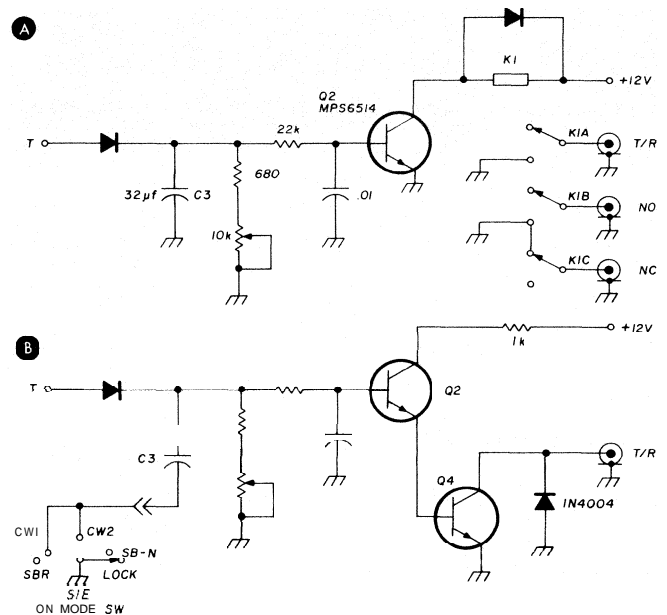 A
K1
+12V
Q2
MPS6514
T
22k
K1A
T/R
32µf
C3
680
.01
K1B
NO
10k
K1C
NC
B
+12V
1k
T
Q2
C3
Q4
T/R
1N4004
CW1
CW2
SB-N
SBR
LOCK
S1E
ON MODE SW